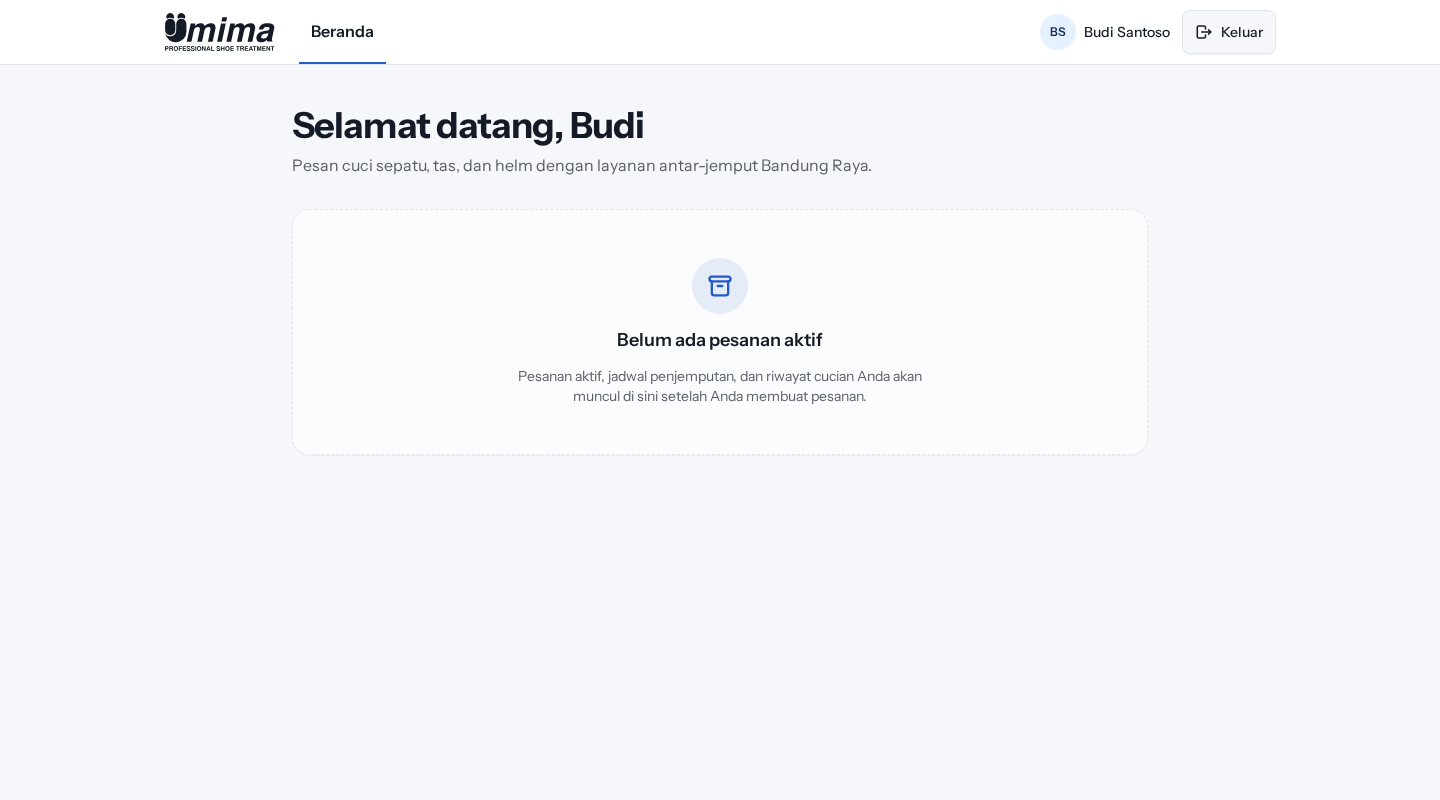 Ümima
PROFESSIONAL SHOE TREATMENT
Beranda
BS
Budi Santoso
Keluar
Selamat datang, Budi
Pesan cuci sepatu, tas, dan helm dengan layanan antar-jemput Bandung Raya.
Belum ada pesanan aktif
Pesanan aktif, jadwal penjemputan, dan riwayat cucian Anda akan
muncul di sini setelah Anda membuat pesanan.